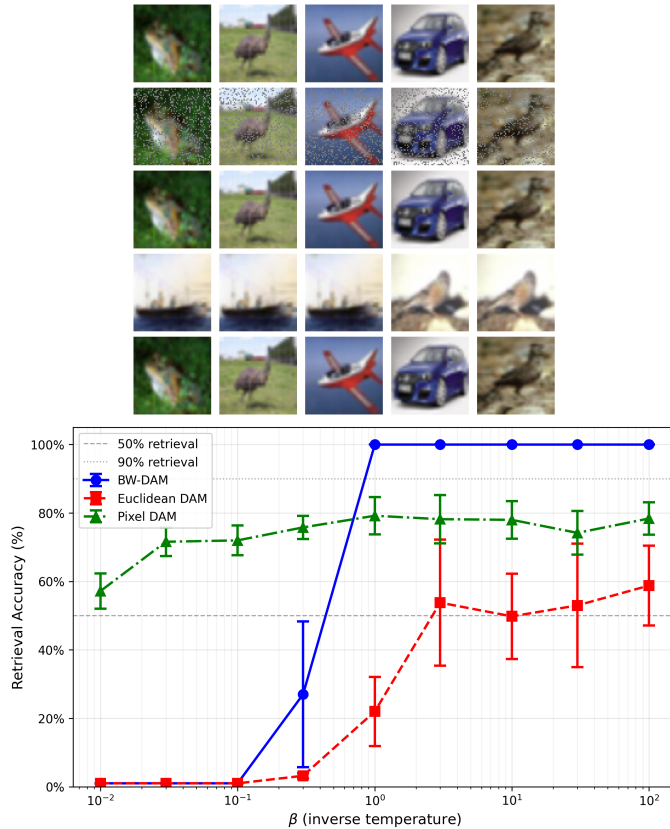 100%
80%
60%
40%
20%
0%
Retrieval Accuracy (%)
50% retrieval
90% retrieval
BW-DAM
Euclidean DAM
Pixel DAM
10⁻²
10⁻¹
10⁰
10¹
10²
β (inverse temperature)